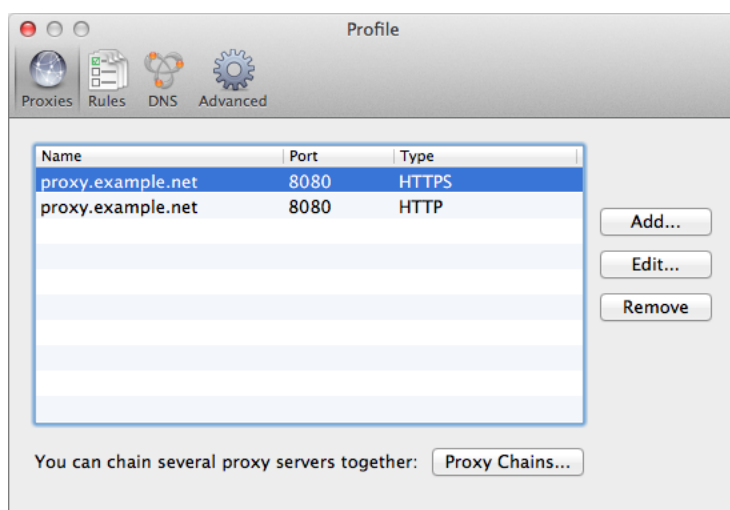 Profile
Proxies Rules DNS Advanced
Name Port Type
proxy.example.net 8080 HTTPS
proxy.example.net 8080 HTTP
Add...
Edit...
Remove
You can chain several proxy servers together: Proxy Chains...